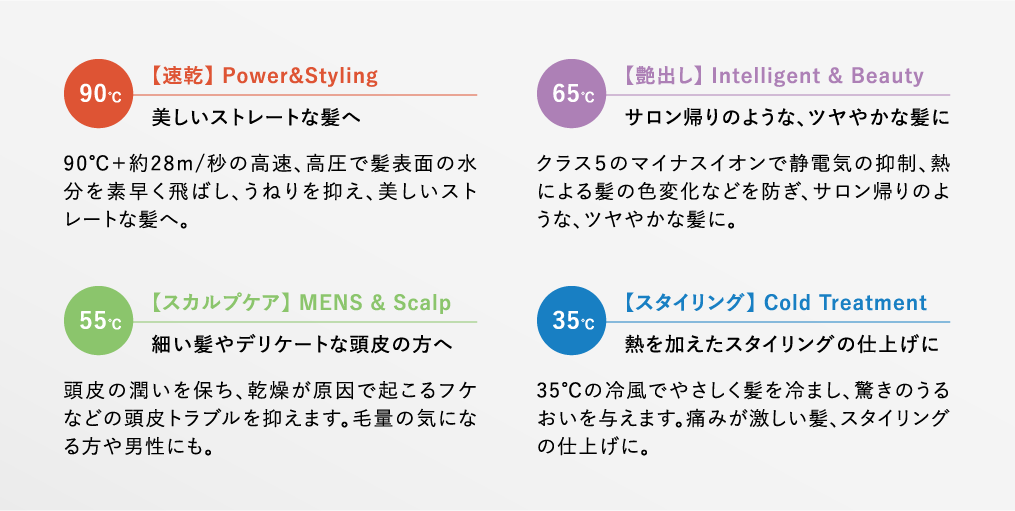 90℃
【速乾】Power&Styling
美しいストレートな髪へ
90℃＋約28m/秒の高速、高圧で髪表面の水
分を素早く飛ばし、うねりを抑え、美しいスト
レートな髪へ。
65℃
【艶出し】Intelligent & Beauty
サロン帰りのような、ツヤやかな髪に
クラス5のマイナスイオンで静電気の抑制、熱
による髪の色変化などを防ぎ、サロン帰りのよ
うな、ツヤやかな髪に。
55℃
【スカルプケア】MENS & Scalp
細い髪やデリケートな頭皮の方へ
頭皮の潤いを保ち、乾燥が原因で起こるフケ
などの頭皮トラブルを抑えます。毛量の気にな
る方や男性にも。
35℃
【スタイリング】Cold Treatment
熱を加えたスタイリングの仕上げに
35℃の冷風でやさしく髪を冷まし、驚きのうる
おいを与えます。痛みが激しい髪、スタイリング
の仕上げに。